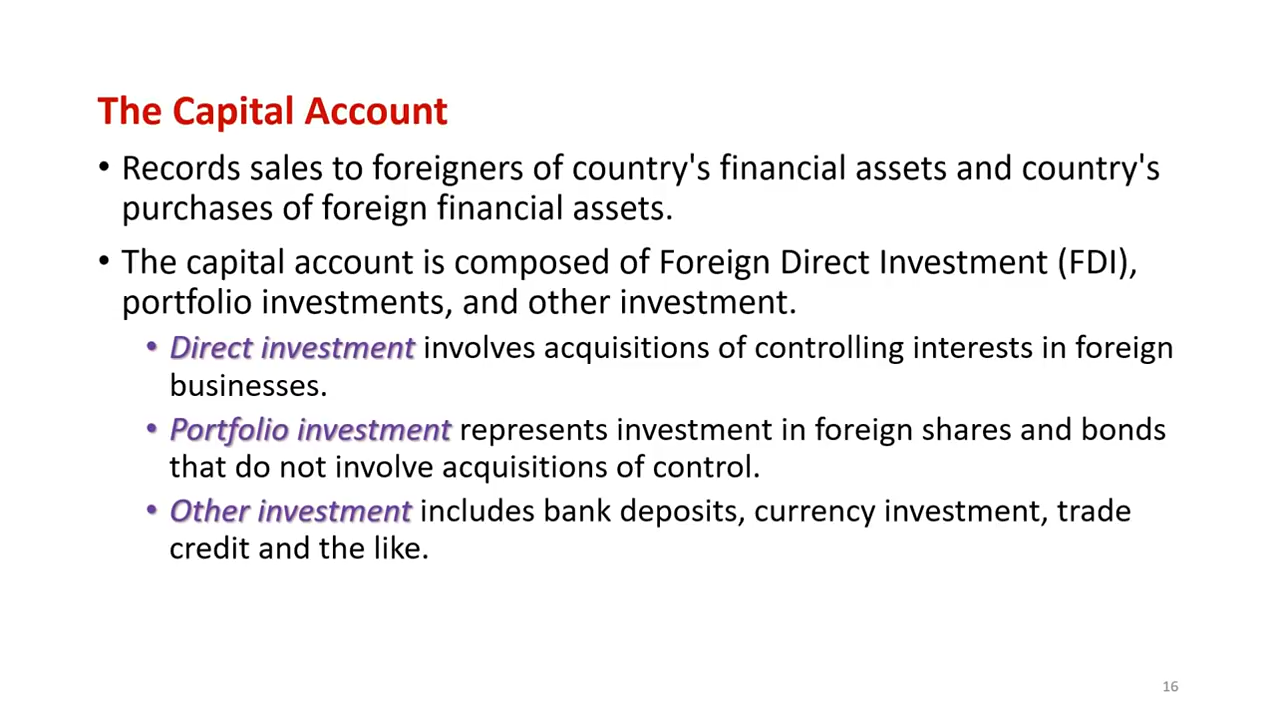 The Capital Account
• Records sales to foreigners of country's financial assets and country's
purchases of foreign financial assets.
• The capital account is composed of Foreign Direct Investment (FDI),
portfolio investments, and other investment.
• Direct investment involves acquisitions of controlling interests in foreign
businesses.
• Portfolio investment represents investment in foreign shares and bonds
that do not involve acquisitions of control.
• Other investment includes bank deposits, currency investment, trade
credit and the like.
16